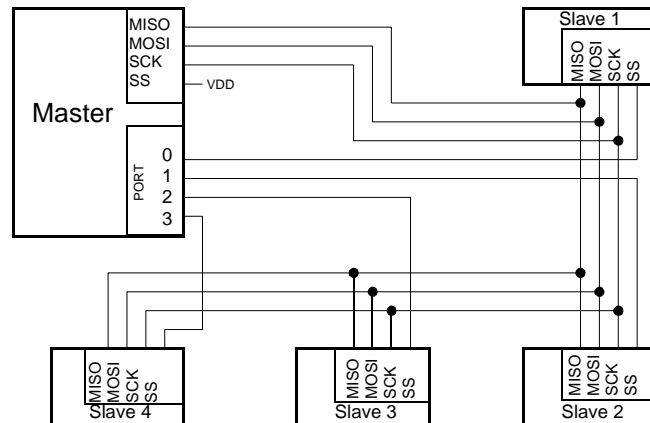 Master
MISO
MOSI
SCK
SS
VDD
PORT
0
1
2
3
Slave 1
MISO
MOSI
SCK
SS
MISO
MOSI
SCK
SS
Slave 4
MISO
MOSI
SCK
SS
Slave 3
MISO
MOSI
SCK
SS
Slave 2